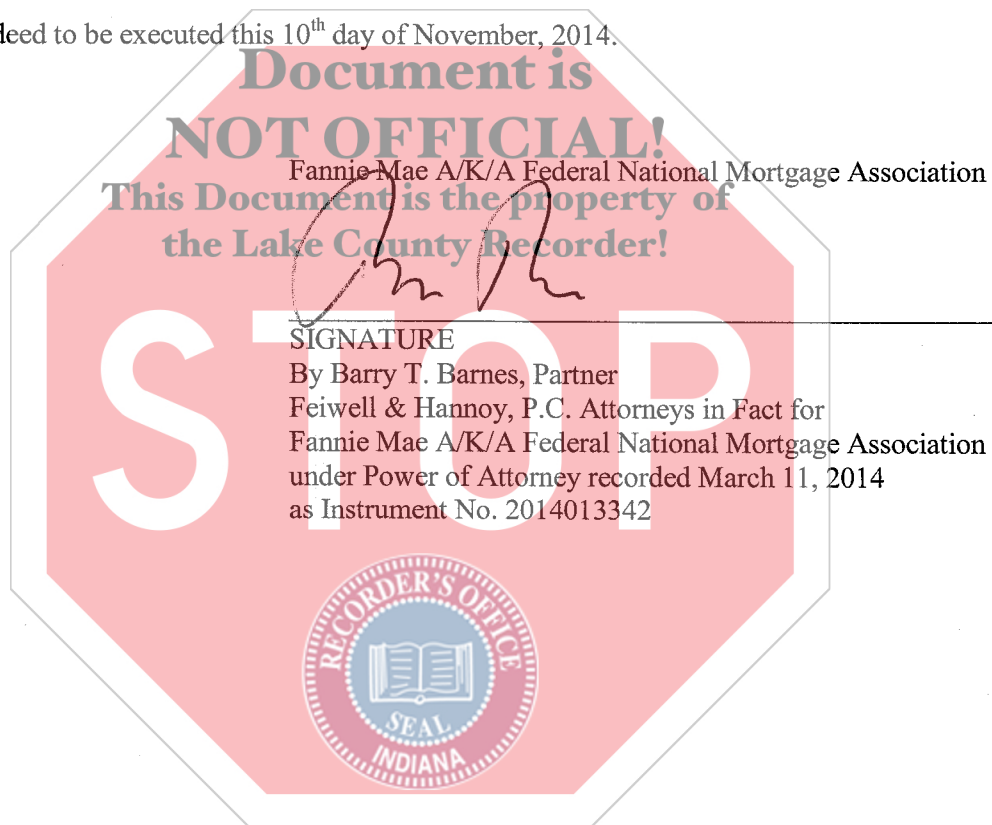 deed to be executed this 10th day of November, 2014.
Document is
NOT OFFICIAL!
Fannie Mae A/K/A Federal National Mortgage Association
This Document is the property of
the Lake County Recorder!
STOP
SIGNATURE
By Barry T. Barnes, Partner
Feiwell & Hannoy, P.C. Attorneys in Fact for
Fannie Mae A/K/A Federal National Mortgage Association
under Power of Attorney recorded March 11, 2014
as Instrument No. 2014013342
RECORDER'S OFFICE
SEAL
INDIANA